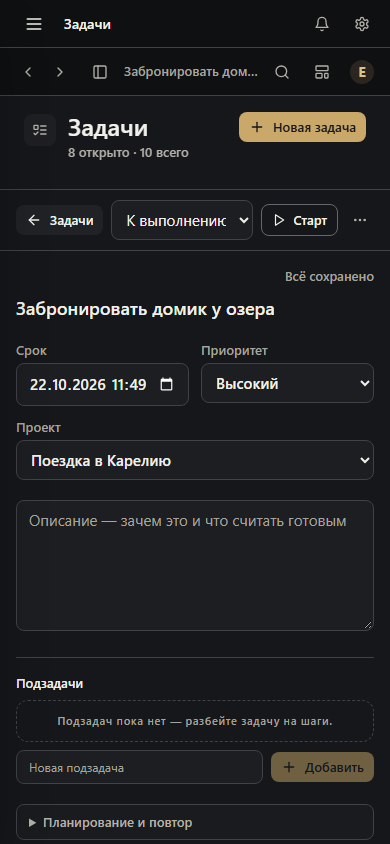 Задачи
Забронировать дом...
E
Задачи
8 открыто · 10 всего
Новая задача
Задачи
К выполнению
Старт
Всё сохранено
Забронировать домик у озера
Срок
Приоритет
22.10.2026 11:49
Высокий
Проект
Поездка в Карелию
Описание — зачем это и что считать готовым
Подзадачи
Подзадач пока нет — разбейте задачу на шаги.
Новая подзадача
Добавить
Планирование и повтор